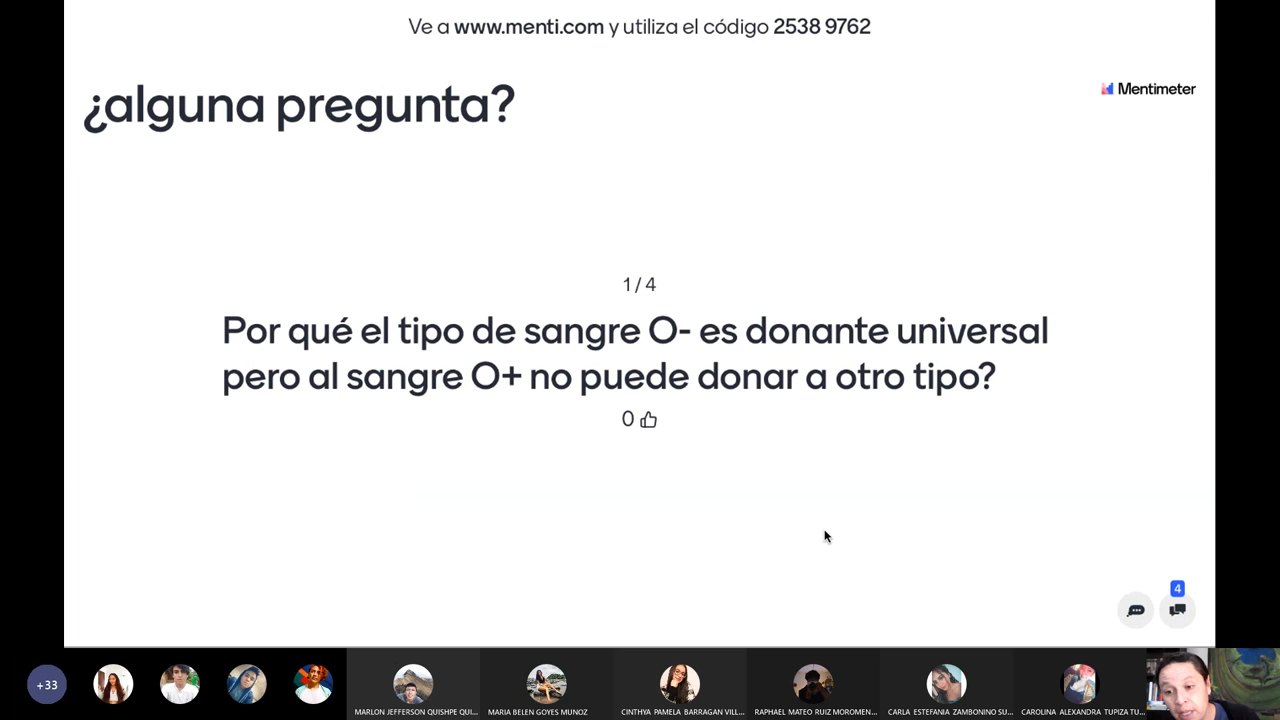 Ve a www.menti.com y utiliza el código 2538 9762
¿alguna pregunta?
Mentimeter
1 / 4
Por qué el tipo de sangre O- es donante universal
pero al sangre O+ no puede donar a otro tipo?
0
4
+33
MARLON JEFFERSON QUISHPE QUI...
MARIA BELEN GOYES MUNOZ
CINTHYA PAMELA BARRAGAN VILL...
RAPHAEL MATEO RUIZ MOROMEN...
CARLA ESTEFANIA ZAMBONINO SU...
CAROLINA ALEXANDRA TUPIZA TU...